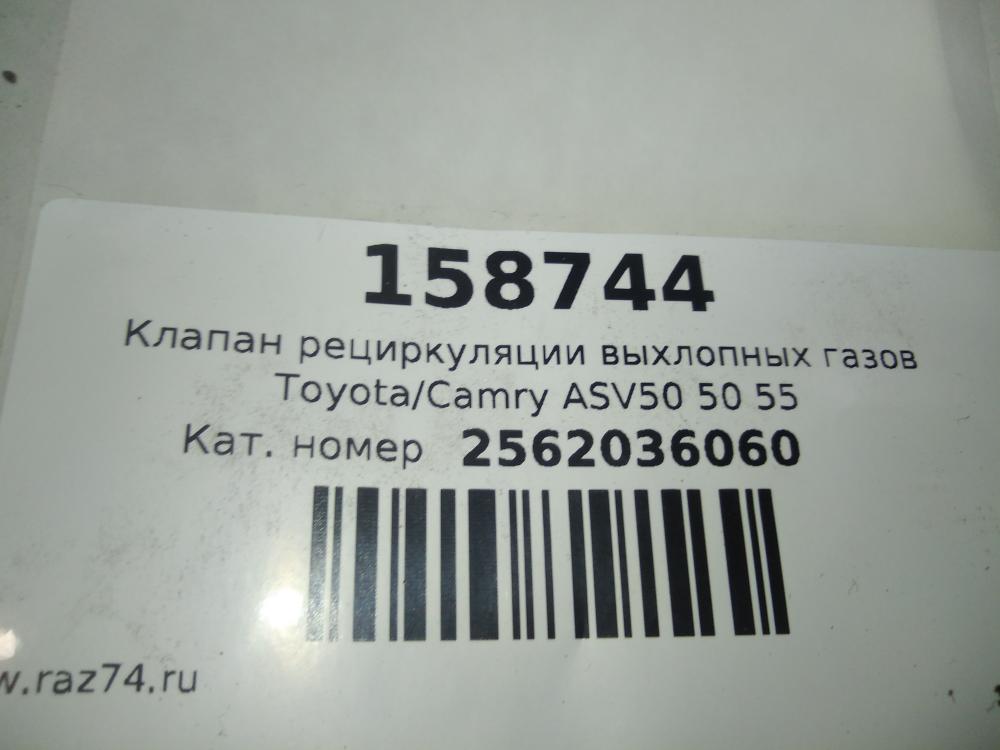 158744
Клапан рециркуляции выхлопных газов
Toyota/Camry ASV50 50 55
Кат. номер 2562036060
w.raz74.ru